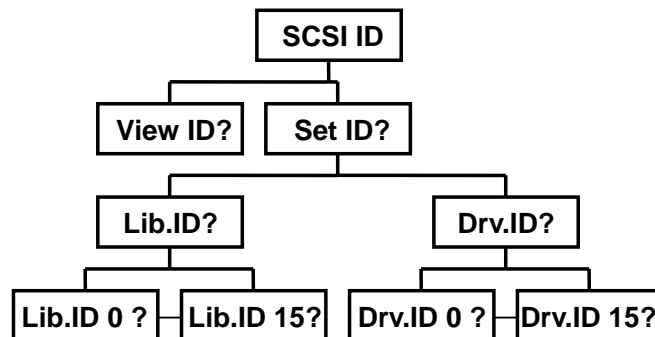 SCSI ID
View ID? Set ID?
Lib.ID? Drv.ID?
Lib.ID 0 ? Lib.ID 15? Drv.ID 0 ? Drv.ID 15?